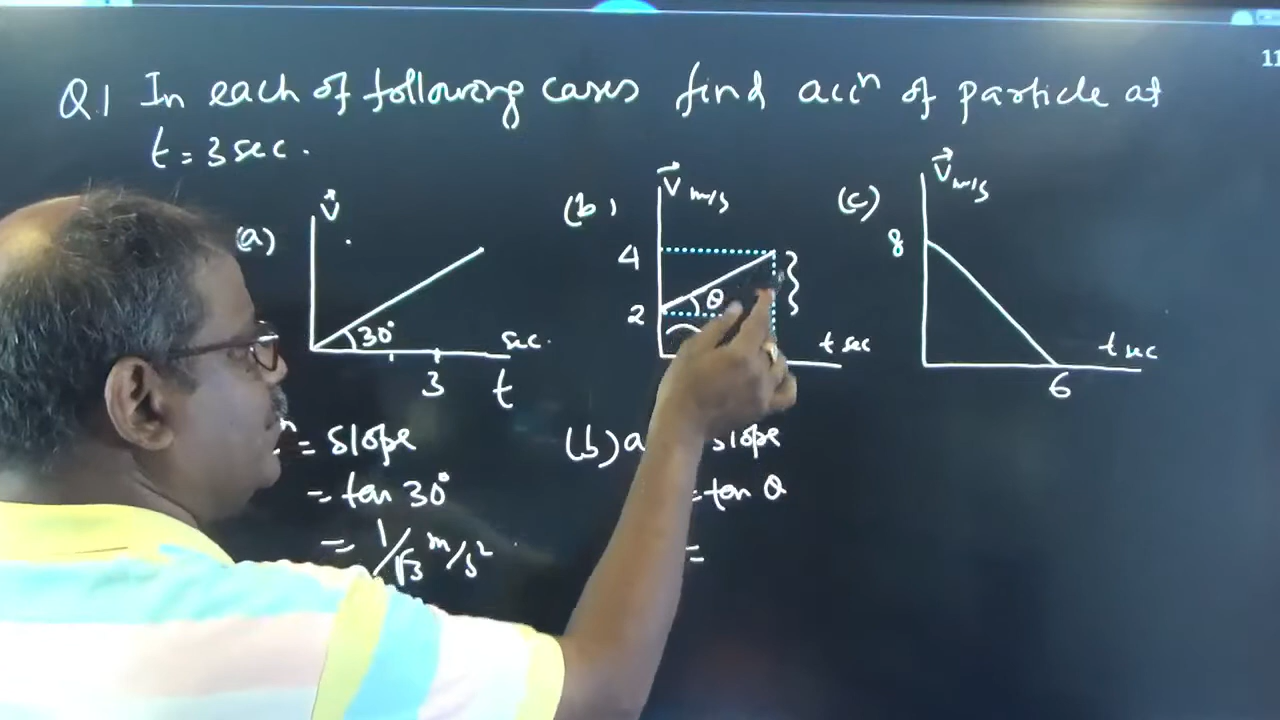 11
Q.1 In each of following cases find accⁿ of particle at
t = 3 sec.
(a)
V⃗
30°
sec.
3
t
(b)
V⃗ m/s
4
2
θ
t sec
(c)
V⃗ m/s
8
t sec
6
n = slope
= tan 30°
= 1/√3 m/s²
(b) a slope
= tan θ
=